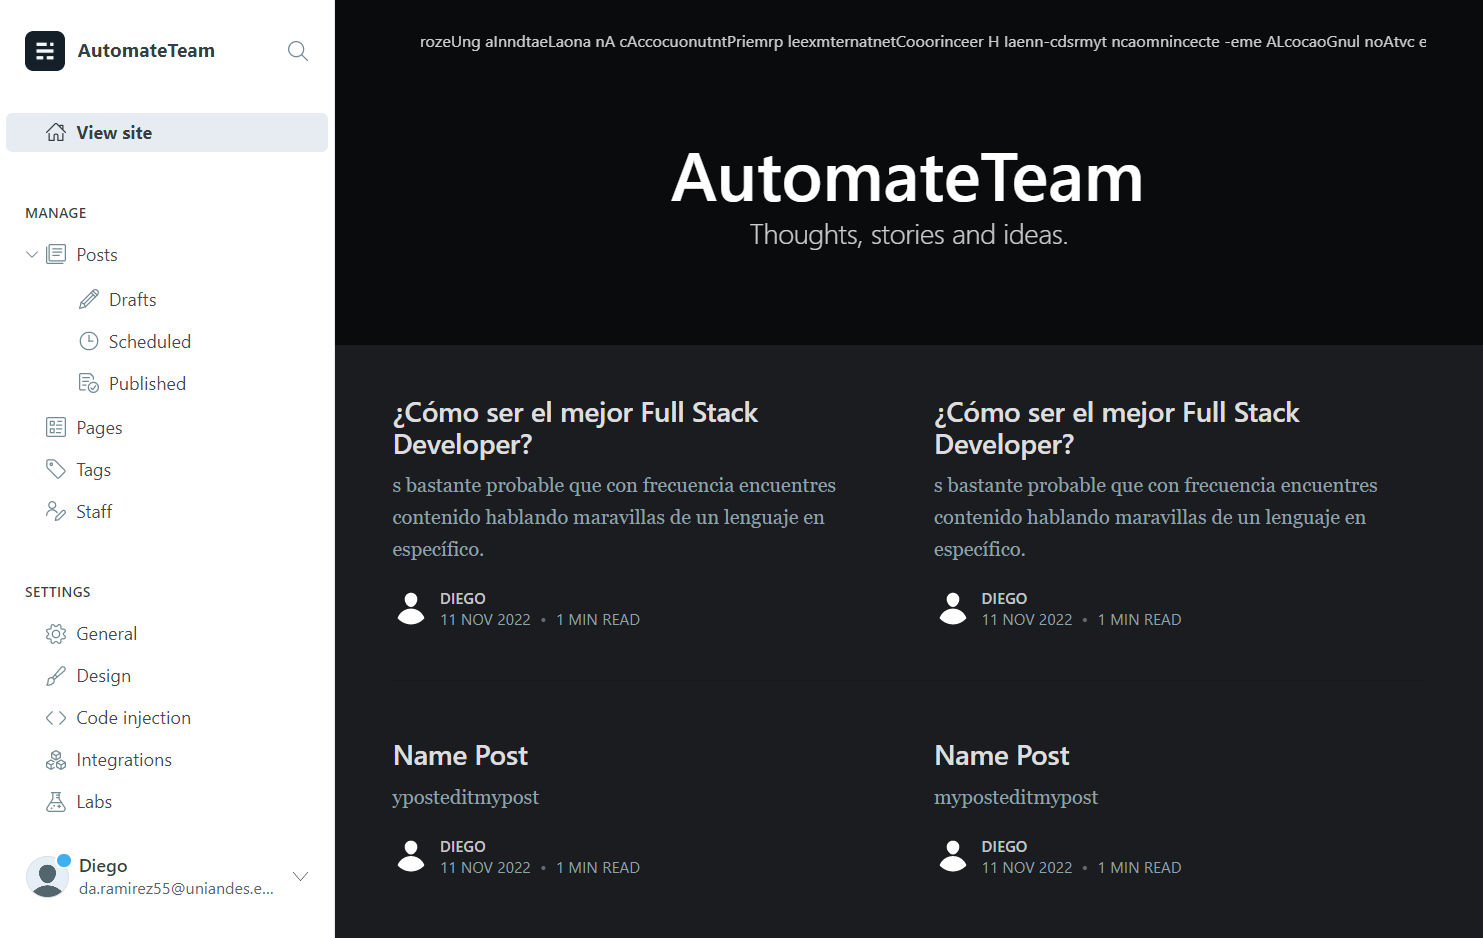 AutomateTeam
View site
MANAGE
Posts
Drafts
Scheduled
Published
Pages
Tags
Staff
SETTINGS
General
Design
Code injection
Integrations
Labs
Diego
da.ramirez55@uniandes.e...
rozeUng aInndtaeLaona nA cAccocuonutntPriemrp leexmternatnetCooorinceer H Iaenn-cdsrmyt ncaomnincecte -eme ALcocaoGnul noAtvc e
AutomateTeam
Thoughts, stories and ideas.
¿Cómo ser el mejor Full Stack
Developer?
s bastante probable que con frecuencia encuentres
contenido hablando maravillas de un lenguaje en
específico.
DIEGO
11 NOV 2022 • 1 MIN READ
¿Cómo ser el mejor Full Stack
Developer?
s bastante probable que con frecuencia encuentres
contenido hablando maravillas de un lenguaje en
específico.
DIEGO
11 NOV 2022 • 1 MIN READ
Name Post
yposteditmypost
DIEGO
11 NOV 2022 • 1 MIN READ
Name Post
myposteditmypost
DIEGO
11 NOV 2022 • 1 MIN READ